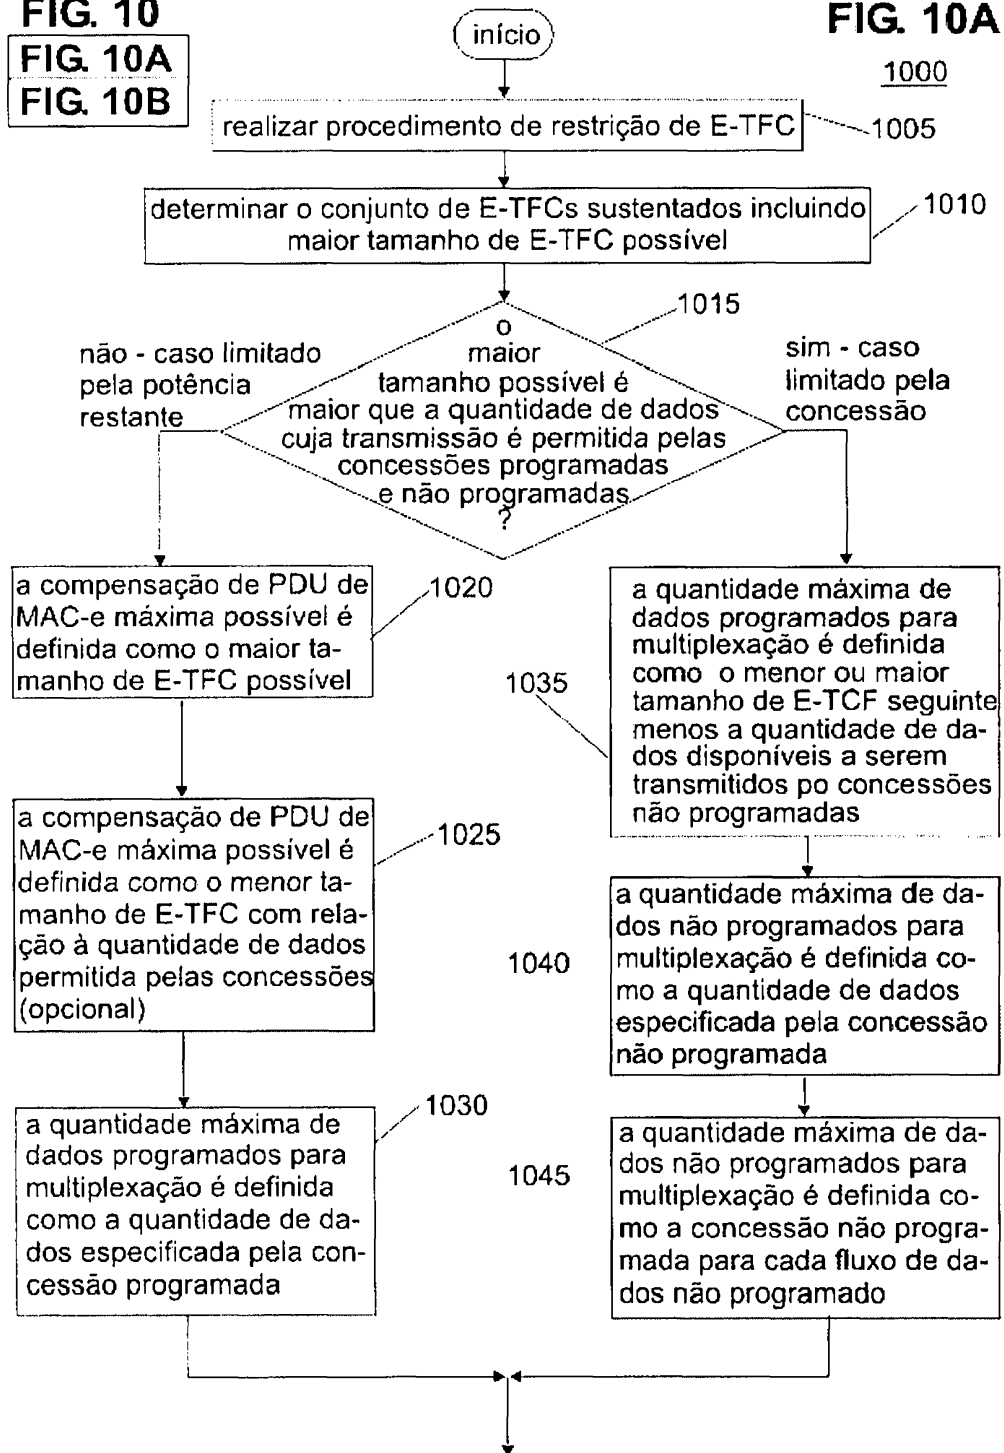 FIG. 10
FIG. 10A
FIG. 10B
FIG. 10A
1000
início
realizar procedimento de restrição de E-TFC
1005
determinar o conjunto de E-TFCs sustentados incluindo
maior tamanho de E-TFC possível
1010
1015
o
maior
tamanho possível é
maior que a quantidade de dados
cuja transmissão é permitida pelas
concessões programadas
e não programadas
?
não - caso limitado
pela potência
restante
sim - caso
limitado pela
concessão
a compensação de PDU de
MAC-e máxima possível é
definida como o maior ta-
manho de E-TFC possível
1020
a compensação de PDU de
MAC-e máxima possível é
definida como o menor ta-
manho de E-TFC com rela-
ção à quantidade de dados
permitida pelas concessões
(opcional)
1025
a quantidade máxima de
dados programados para
multiplexação é definida
como a quantidade de da-
dos especificada pela con-
cessão programada
1030
a quantidade máxima de
dados programados para
multiplexação é definida
como o menor ou maior
tamanho de E-TCF seguinte
menos a quantidade de da-
dos disponíveis a serem
transmitidos po concessões
não programadas
1035
a quantidade máxima de da-
dos não programados para
multiplexação é definida co-
mo a quantidade de dados
especificada pela concessão
não programada
1040
a quantidade máxima de da-
dos não programados para
multiplexação é definida co-
mo a concessão não progra-
mada para cada fluxo de da-
dos não programado
1045